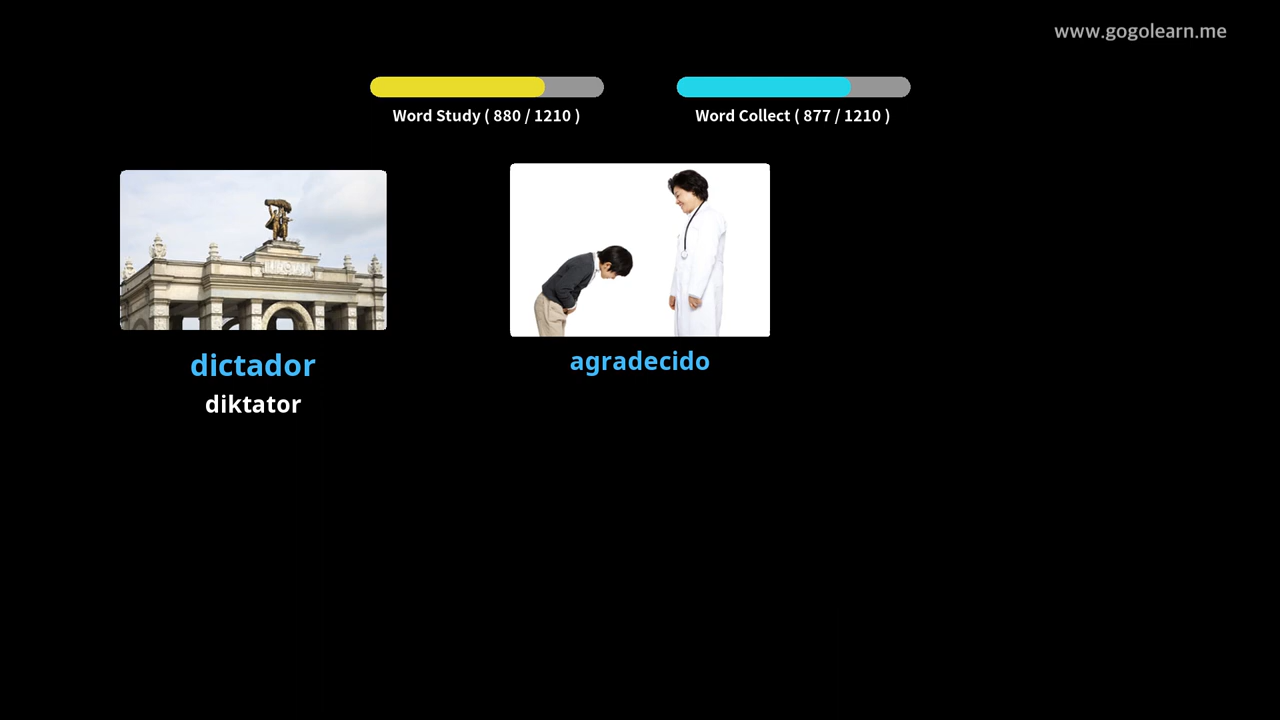 www.gogolearn.me
Word Study ( 880 / 1210 )
Word Collect ( 877 / 1210 )
dictador
diktator
agradecido